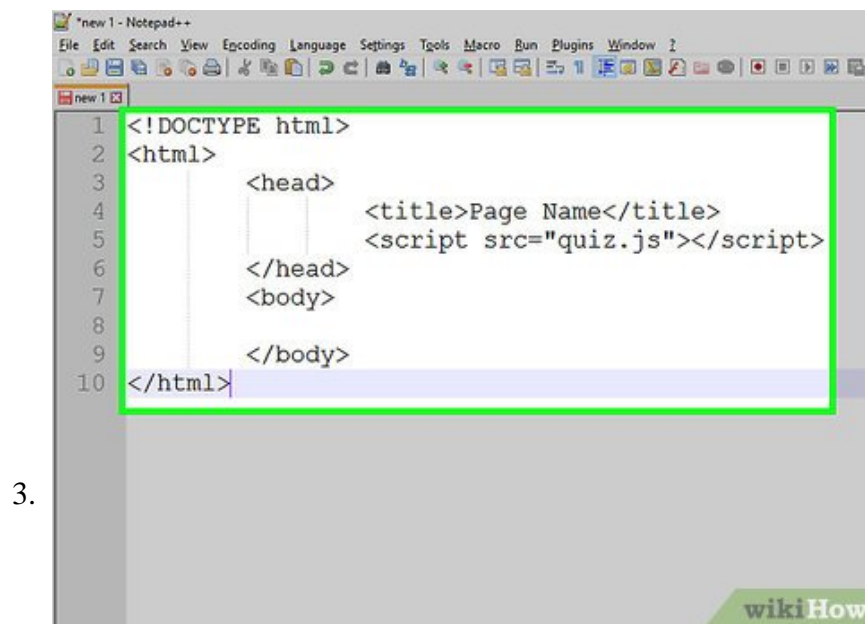 *new 1 - Notepad++
File Edit Search View Encoding Language Settings Tools Macro Run Plugins Window ?
new 1
1 <!DOCTYPE html>
2 <html>
3 <head>
4 <title>Page Name</title>
5 <script src="quiz.js"></script>
6 </head>
7 <body>
8
9 </body>
10 </html>
3.
wikiHow